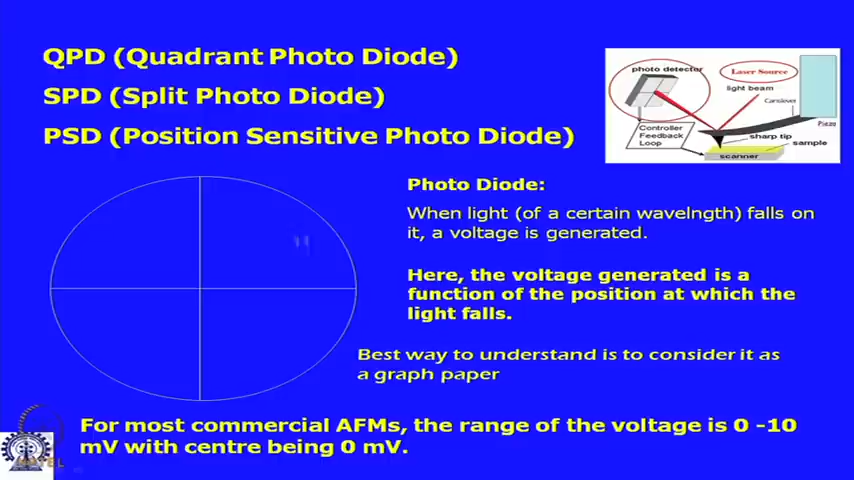 QPD (Quadrant Photo Diode)
SPD (Split Photo Diode)
PSD (Position Sensitive Photo Diode)
photo detector
Laser Source
light beam
Cantilever
Piezo
Controller
Feedback
Loop
sharp tip
sample
scanner
Photo Diode:
When light (of a certain wavelngth) falls on
it, a voltage is generated.
Here, the voltage generated is a
function of the position at which the
light falls.
Best way to understand is to consider it as
a graph paper
For most commercial AFMs, the range of the voltage is 0 -10
mV with centre being 0 mV.